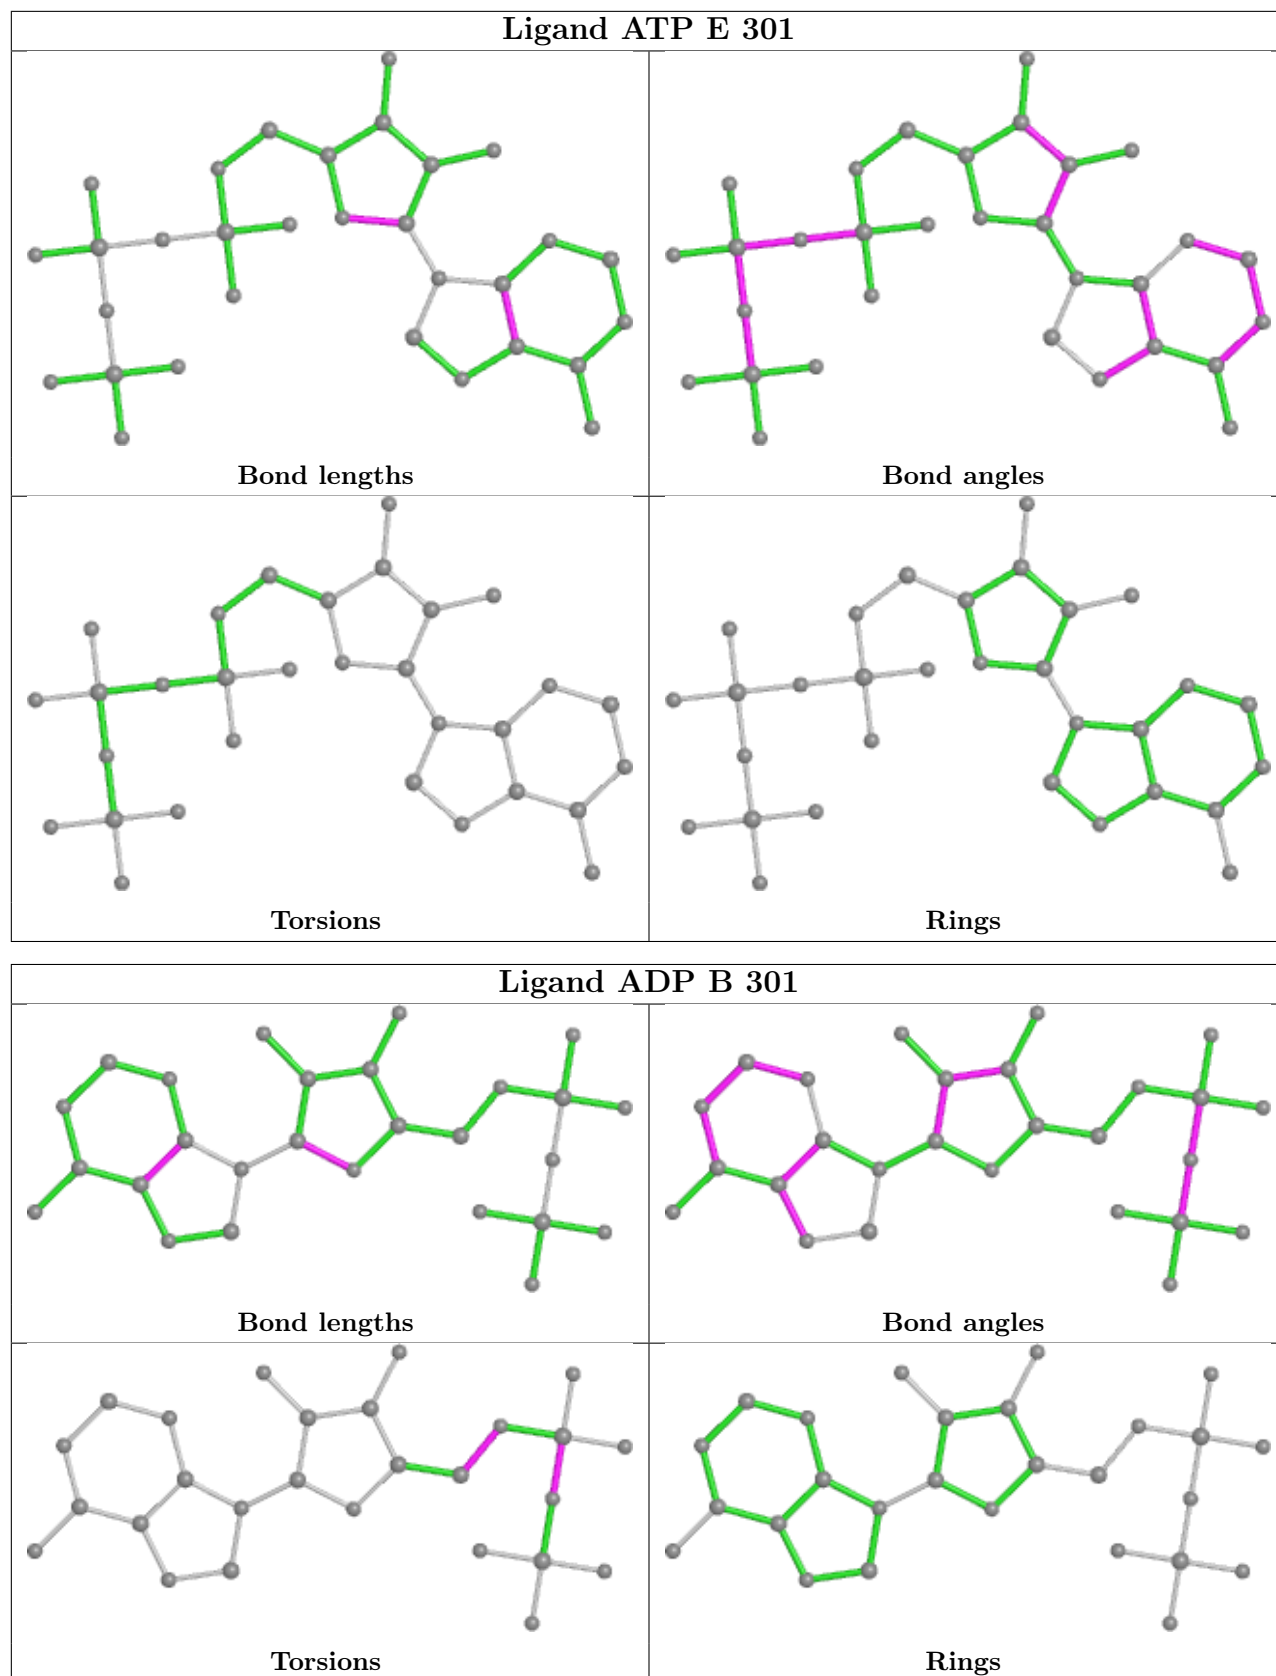 Ligand ATP E 301
Bond lengths
Bond angles
Torsions
Rings
Ligand ADP B 301
Bond lengths
Bond angles
Torsions
Rings